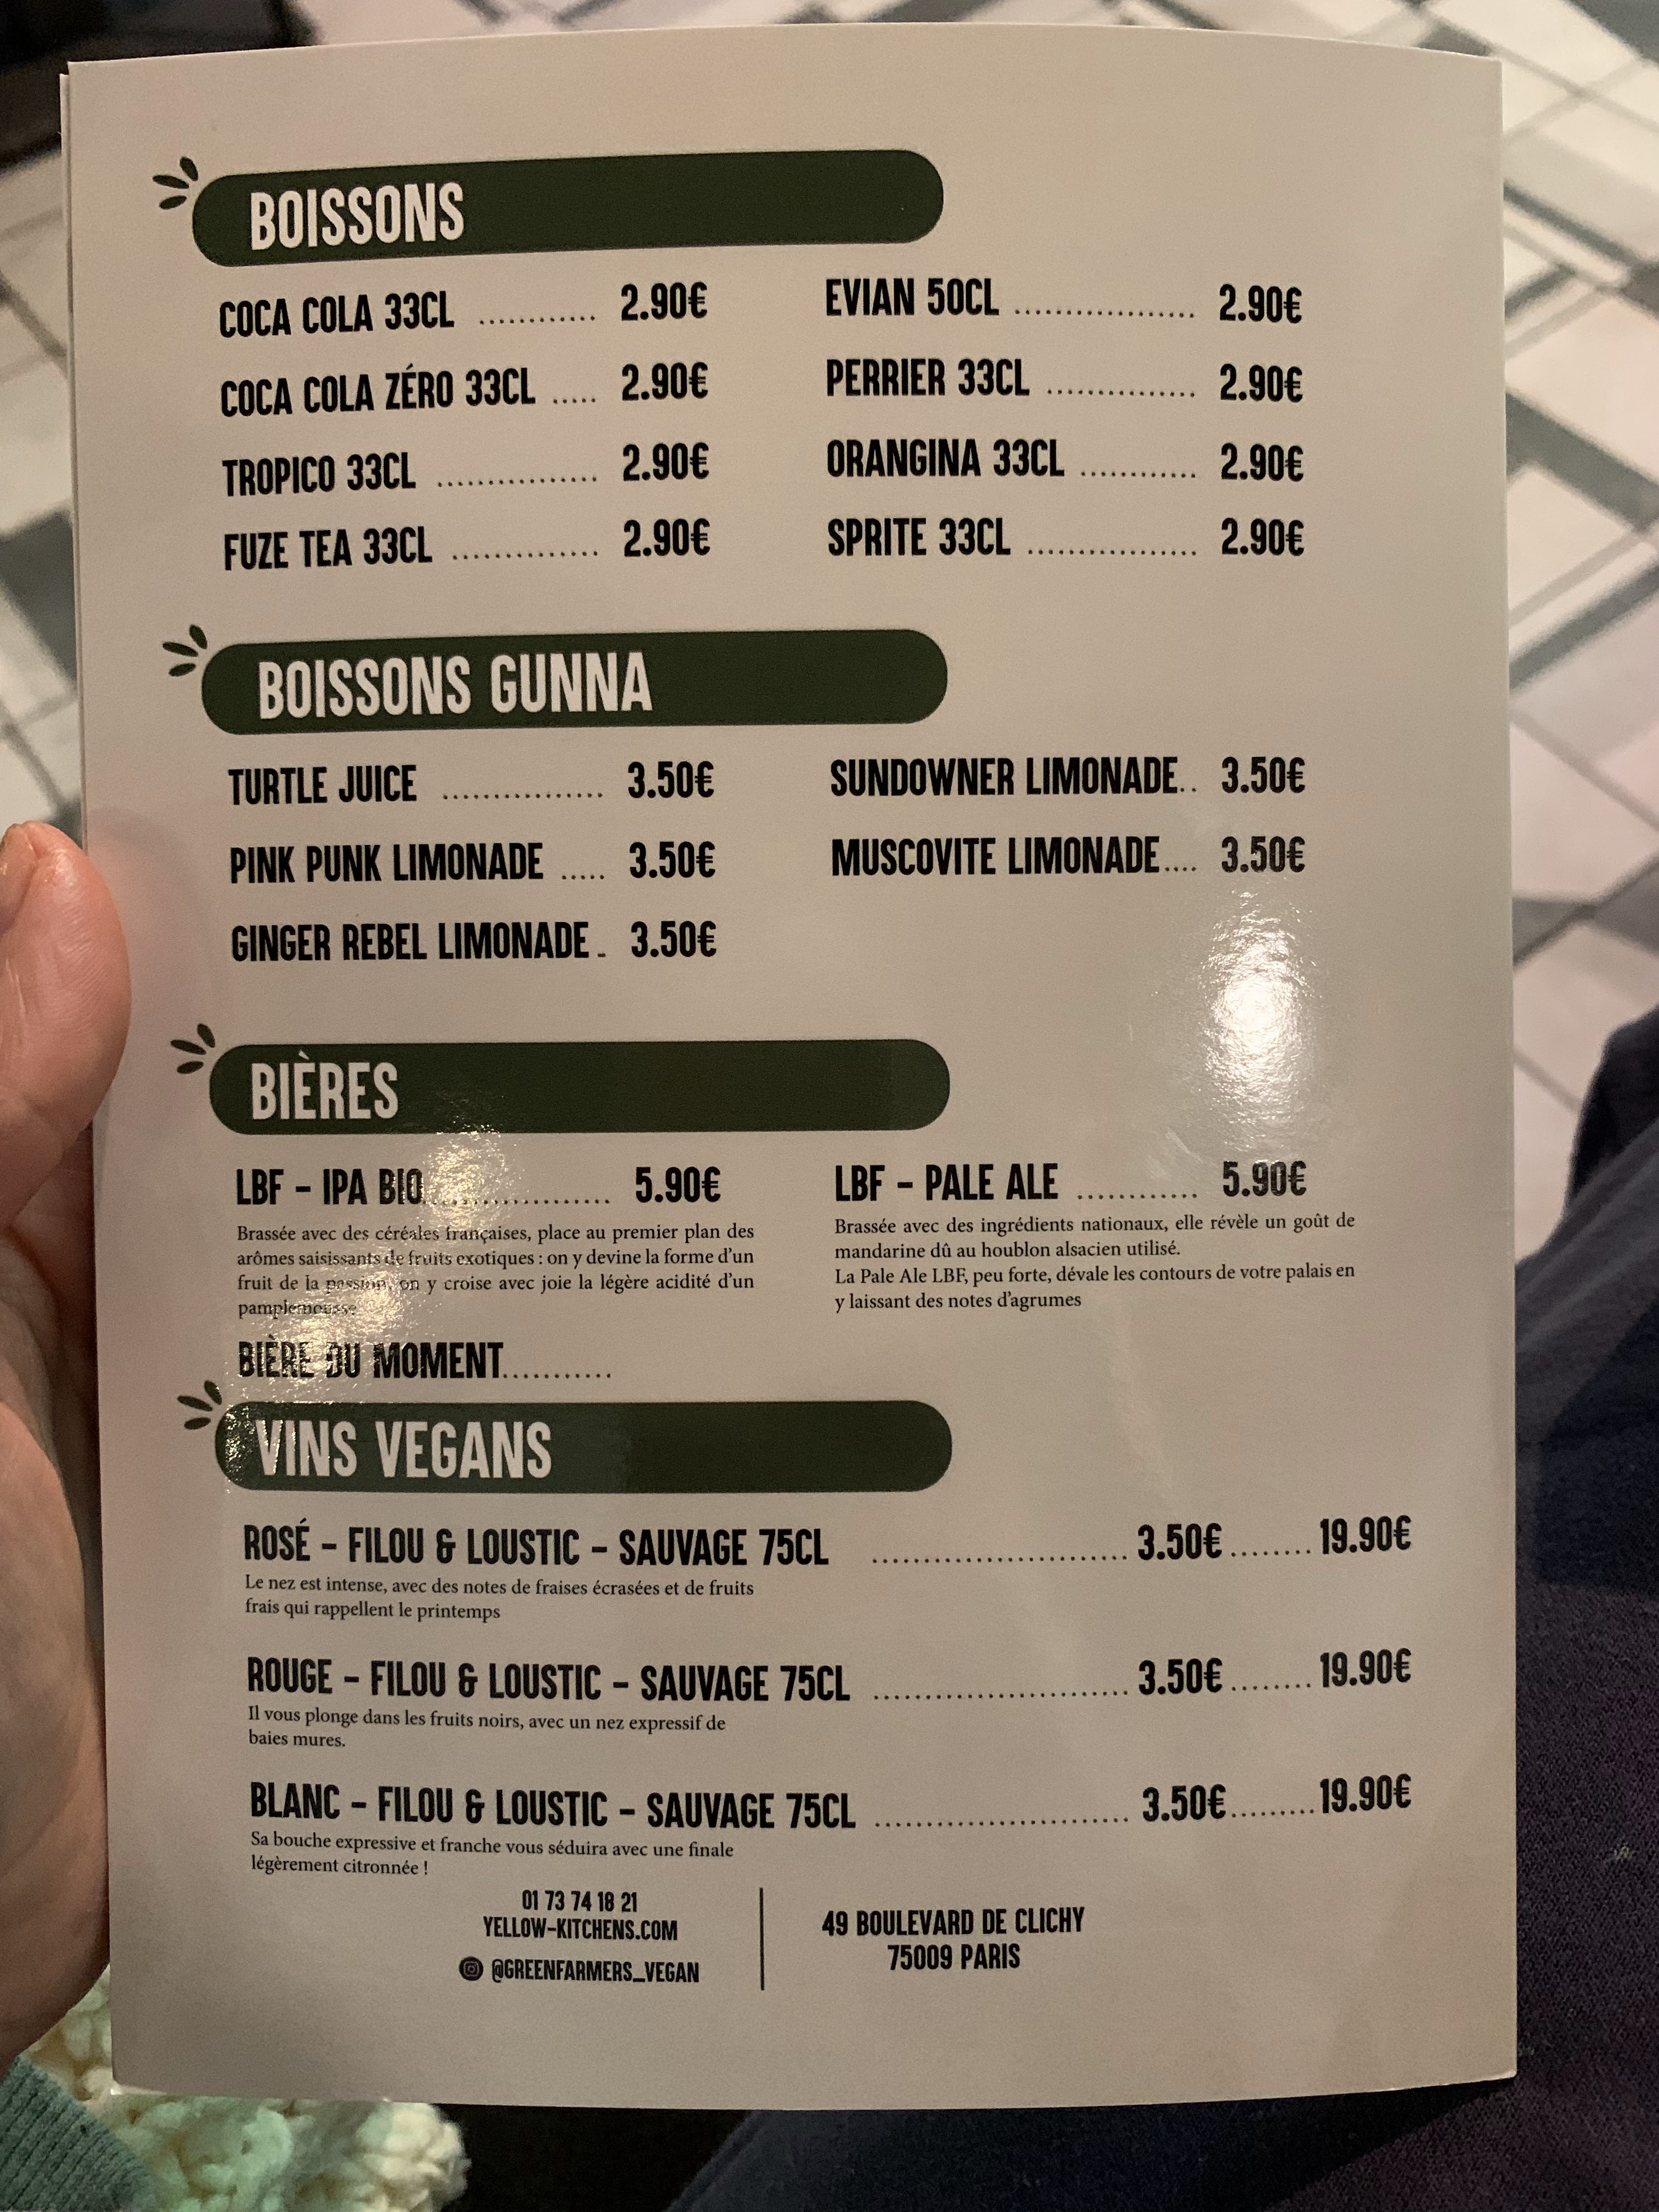 BOISSONS
COCA COLA 33CL ............ 2.90€
COCA COLA ZÉRO 33CL ..... 2.90€
TROPICO 33CL ................ 2.90€
FUZE TEA 33CL ............... 2.90€
EVIAN 50CL .................. 2.90€
PERRIER 33CL ............... 2.90€
ORANGINA 33CL ............ 2.90€
SPRITE 33CL ................. 2.90€
BOISSONS GUNNA
TURTLE JUICE ................ 3.50€
PINK PUNK LIMONADE ..... 3.50€
GINGER REBEL LIMONADE.. 3.50€
SUNDOWNER LIMONADE.. 3.50€
MUSCOVITE LIMONADE.... 3.50€
BIÈRES
LBF – IPA BIO.................. 5.90€
Brassée avec des céréales françaises, place au premier plan des
arômes saisissants de fruits exotiques : on y devine la forme d'un
fruit de la passion, on y croise avec joie la légère acidité d'un
pamplemousse
BIÈRE DU MOMENT...........
LBF – PALE ALE ............ 5.90€
Brassée avec des ingrédients nationaux, elle révèle un goût de
mandarine dû au houblon alsacien utilisé.
La Pale Ale LBF, peu forte, dévale les contours de votre palais en
y laissant des notes d'agrumes
VINS VEGANS
ROSÉ – FILOU & LOUSTIC – SAUVAGE 75CL .......................... 3.50€........19.90€
Le nez est intense, avec des notes de fraises écrasées et de fruits
frais qui rappellent le printemps
ROUGE – FILOU & LOUSTIC – SAUVAGE 75CL .......................... 3.50€........19.90€
Il vous plonge dans les fruits noirs, avec un nez expressif de
baies mures.
BLANC – FILOU & LOUSTIC – SAUVAGE 75CL .......................... 3.50€.........19.90€
Sa bouche expressive et franche vous séduira avec une finale
légèrement citronnée !
01 73 74 18 21
YELLOW-KITCHENS.COM
@GREENFARMERS_VEGAN
49 BOULEVARD DE CLICHY
75009 PARIS